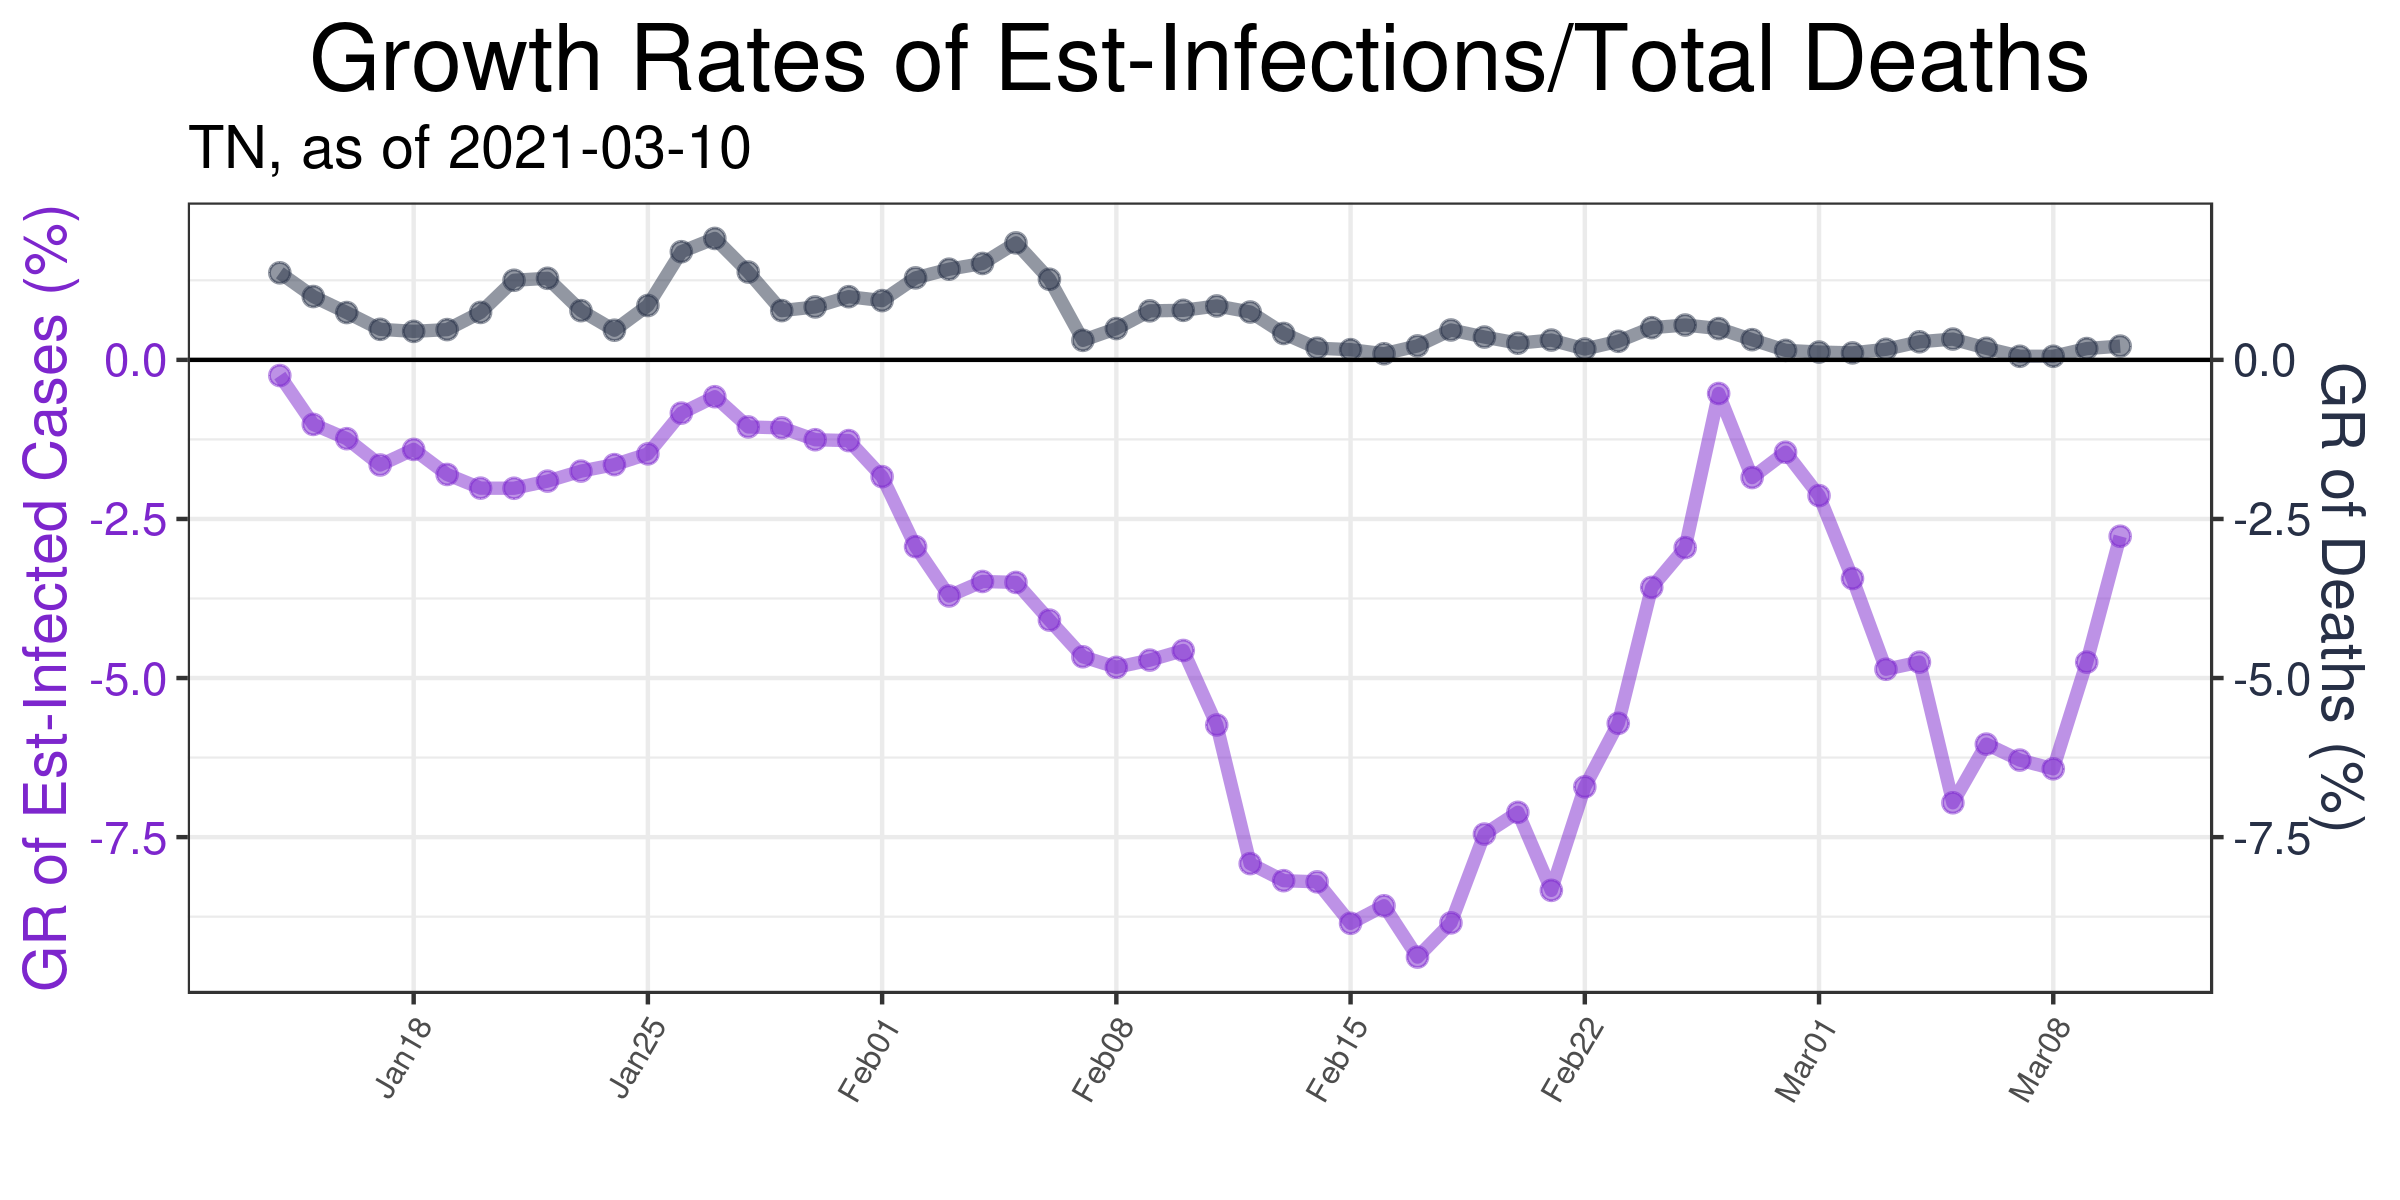 Growth Rates of Est-Infections/Total Deaths
TN, as of 2021-03-10
GR of Est-Infected Cases (%)
0.0
-2.5
-5.0
-7.5
0.0
-2.5
-5.0
-7.5
GR of Deaths (%)
Jan18
Jan25
Feb01
Feb08
Feb15
Feb22
Mar01
Mar08